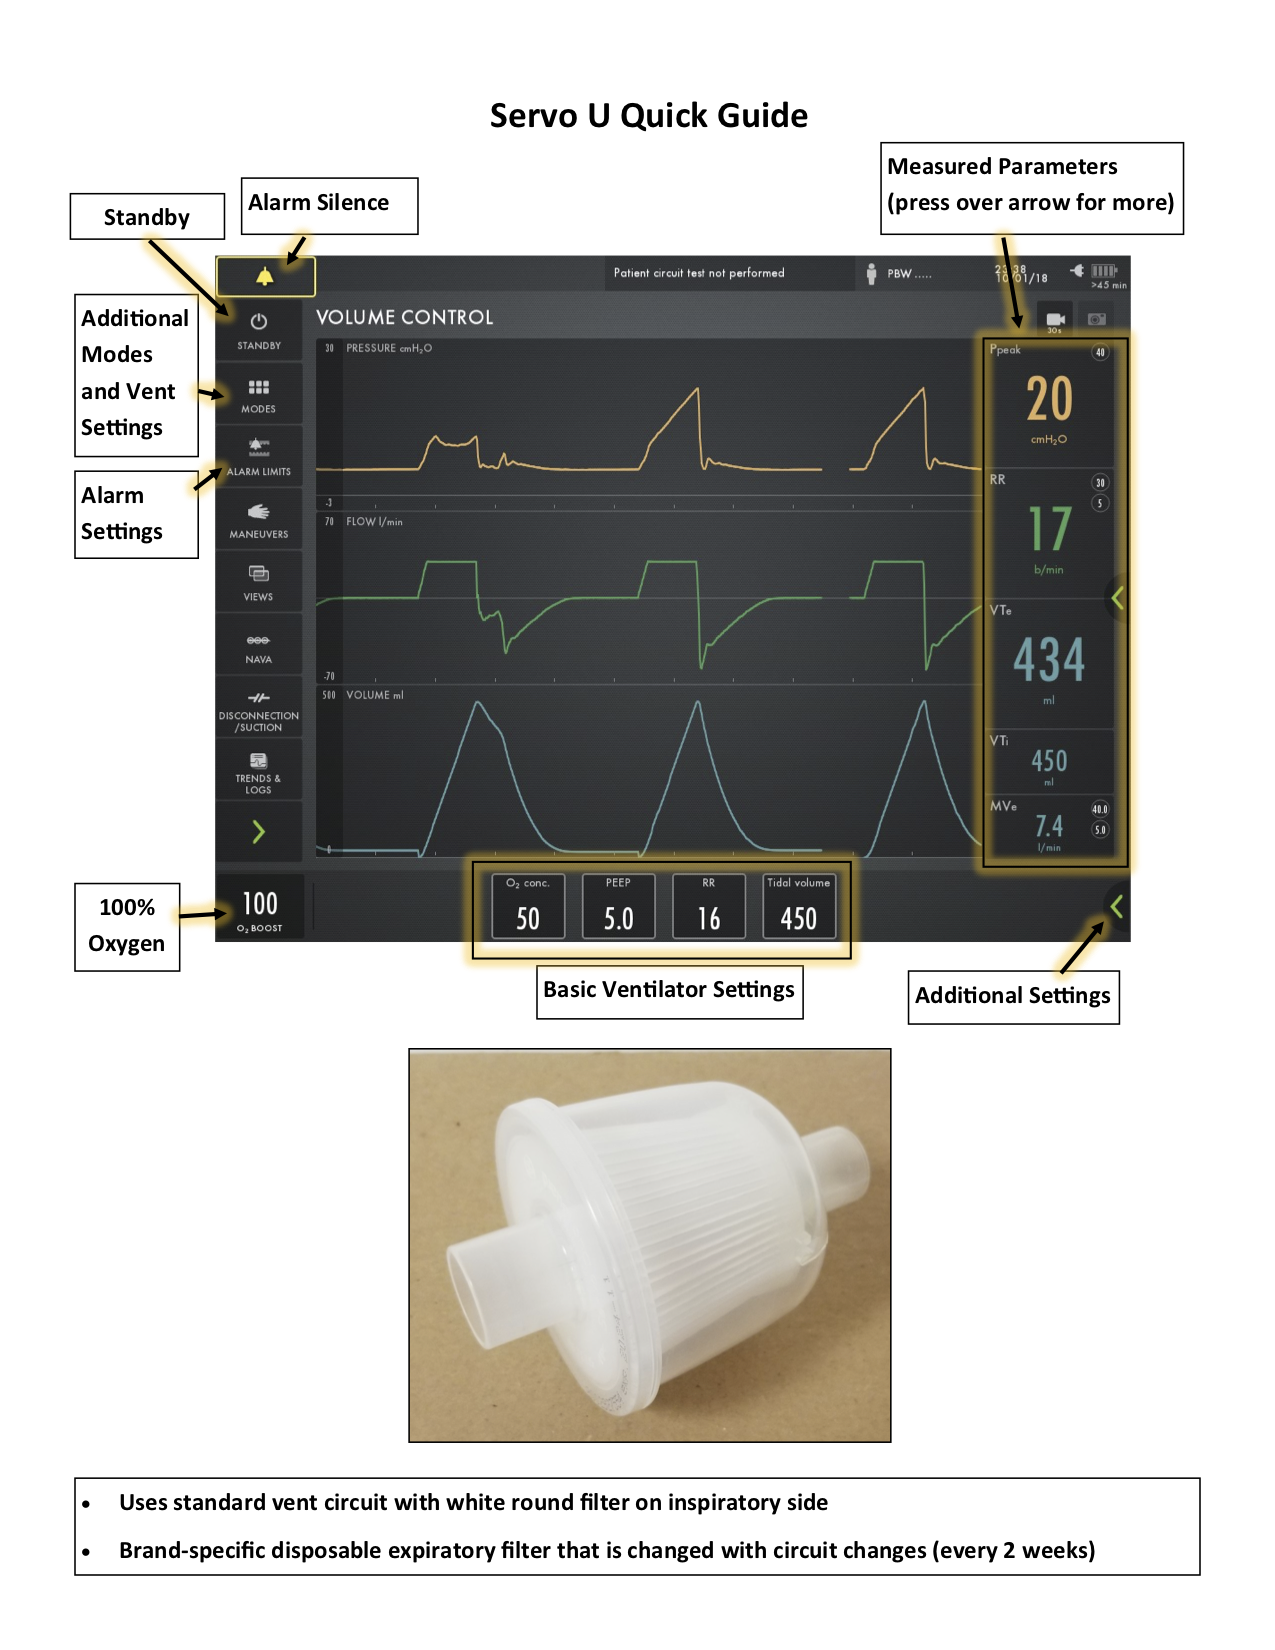 Servo U Quick Guide
Measured Parameters
(press over arrow for more)
Alarm Silence
Standby
Additional
Modes
and Vent
Settings
Alarm
Settings
100%
Oxygen
Patient circuit test not performed
PBW .....
23:38
10/01/18
>45 min
STANDBY
MODES
ALARM LIMITS
MANEUVERS
VIEWS
NAVA
DISCONNECTION
/SUCTION
TRENDS &
LOGS
100
O₂ BOOST
VOLUME CONTROL
30x
30 PRESSURE cmH₂O
-3
70 FLOW l/min
-70
500 VOLUME ml
0
Ppeak
40
20
cmH₂O
RR
30
5
17
b/min
VTe
434
ml
VTi
450
ml
MVe
40.0
5.0
7.4
l/min
O₂ conc.
50
PEEP
5.0
RR
16
Tidal volume
450
Basic Ventilator Settings
Additional Settings
• Uses standard vent circuit with white round filter on inspiratory side
• Brand-specific disposable expiratory filter that is changed with circuit changes (every 2 weeks)